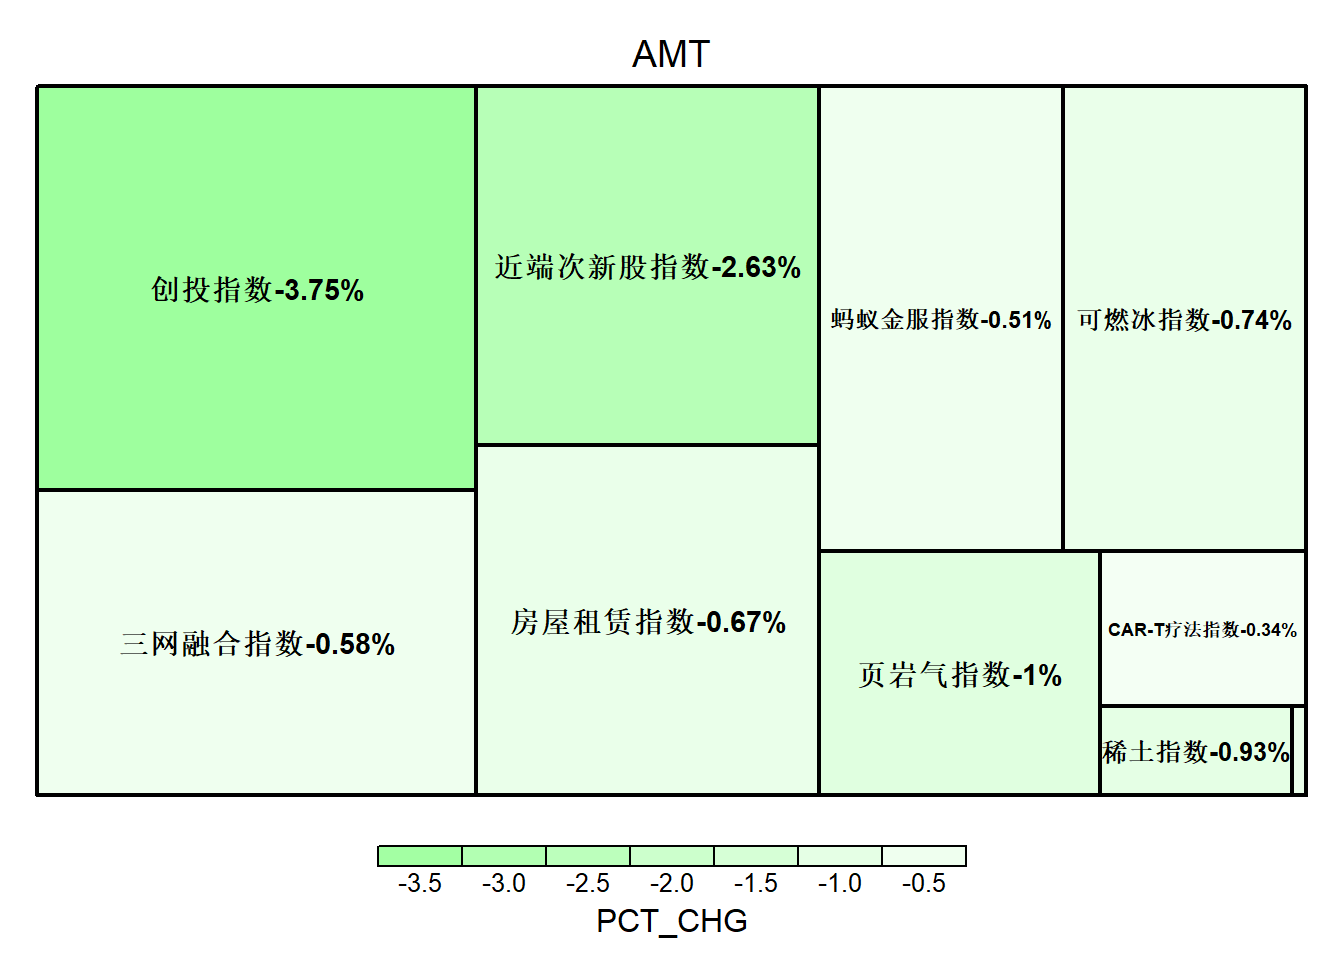 AMT
创投指数-3.75%
近端次新股指数-2.63%
蚂蚁金服指数-0.51%
可燃冰指数-0.74%
三网融合指数-0.58%
房屋租赁指数-0.67%
页岩气指数-1%
CAR-T疗法指数-0.34%
稀土指数-0.93%
-3.5 -3.0 -2.5 -2.0 -1.5 -1.0 -0.5
PCT_CHG